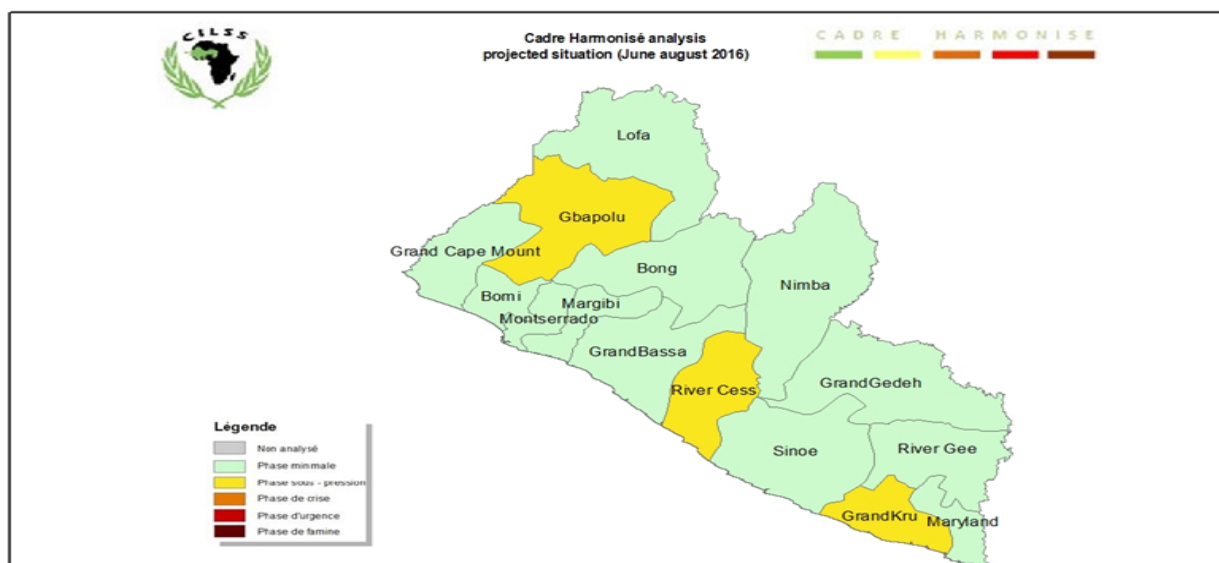 CILSS
Cadre Harmonisé analysis
projected situation (June august 2016)
CADRE HARMONISE
Lofa
Gbapolu
Grand Cape Mount
Bong
Nimba
Bomi
Margibi
Montserrado
GrandBassa
River Cess
GrandGedeh
Sinoe
River Gee
GrandKru
Maryland
Légende
Non analysé
Phase minimale
Phase sous - pression
Phase de crise
Phase d'urgence
Phase de famine